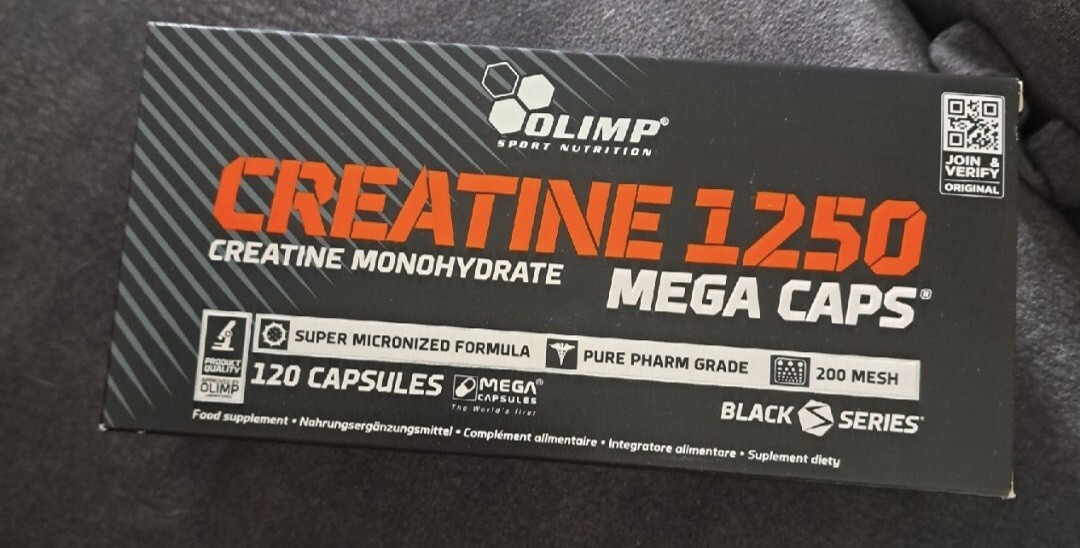 OLIMP®
SPORT NUTRITION
JOIN &
VERIFY
ORIGINAL
CREATINE 1250
CREATINE MONOHYDRATE
MEGA CAPS®
SUPER MICRONIZED FORMULA
PURE PHARM GRADE
200 MESH
PRODUCT
QUALITY
OLIMP
120 CAPSULES
MEGA®
CAPSULES
The World's first
BLACK SERIES
Food supplement • Nahrungsergänzungsmittel • Complément alimentaire • Integratore alimentare • Suplement diety